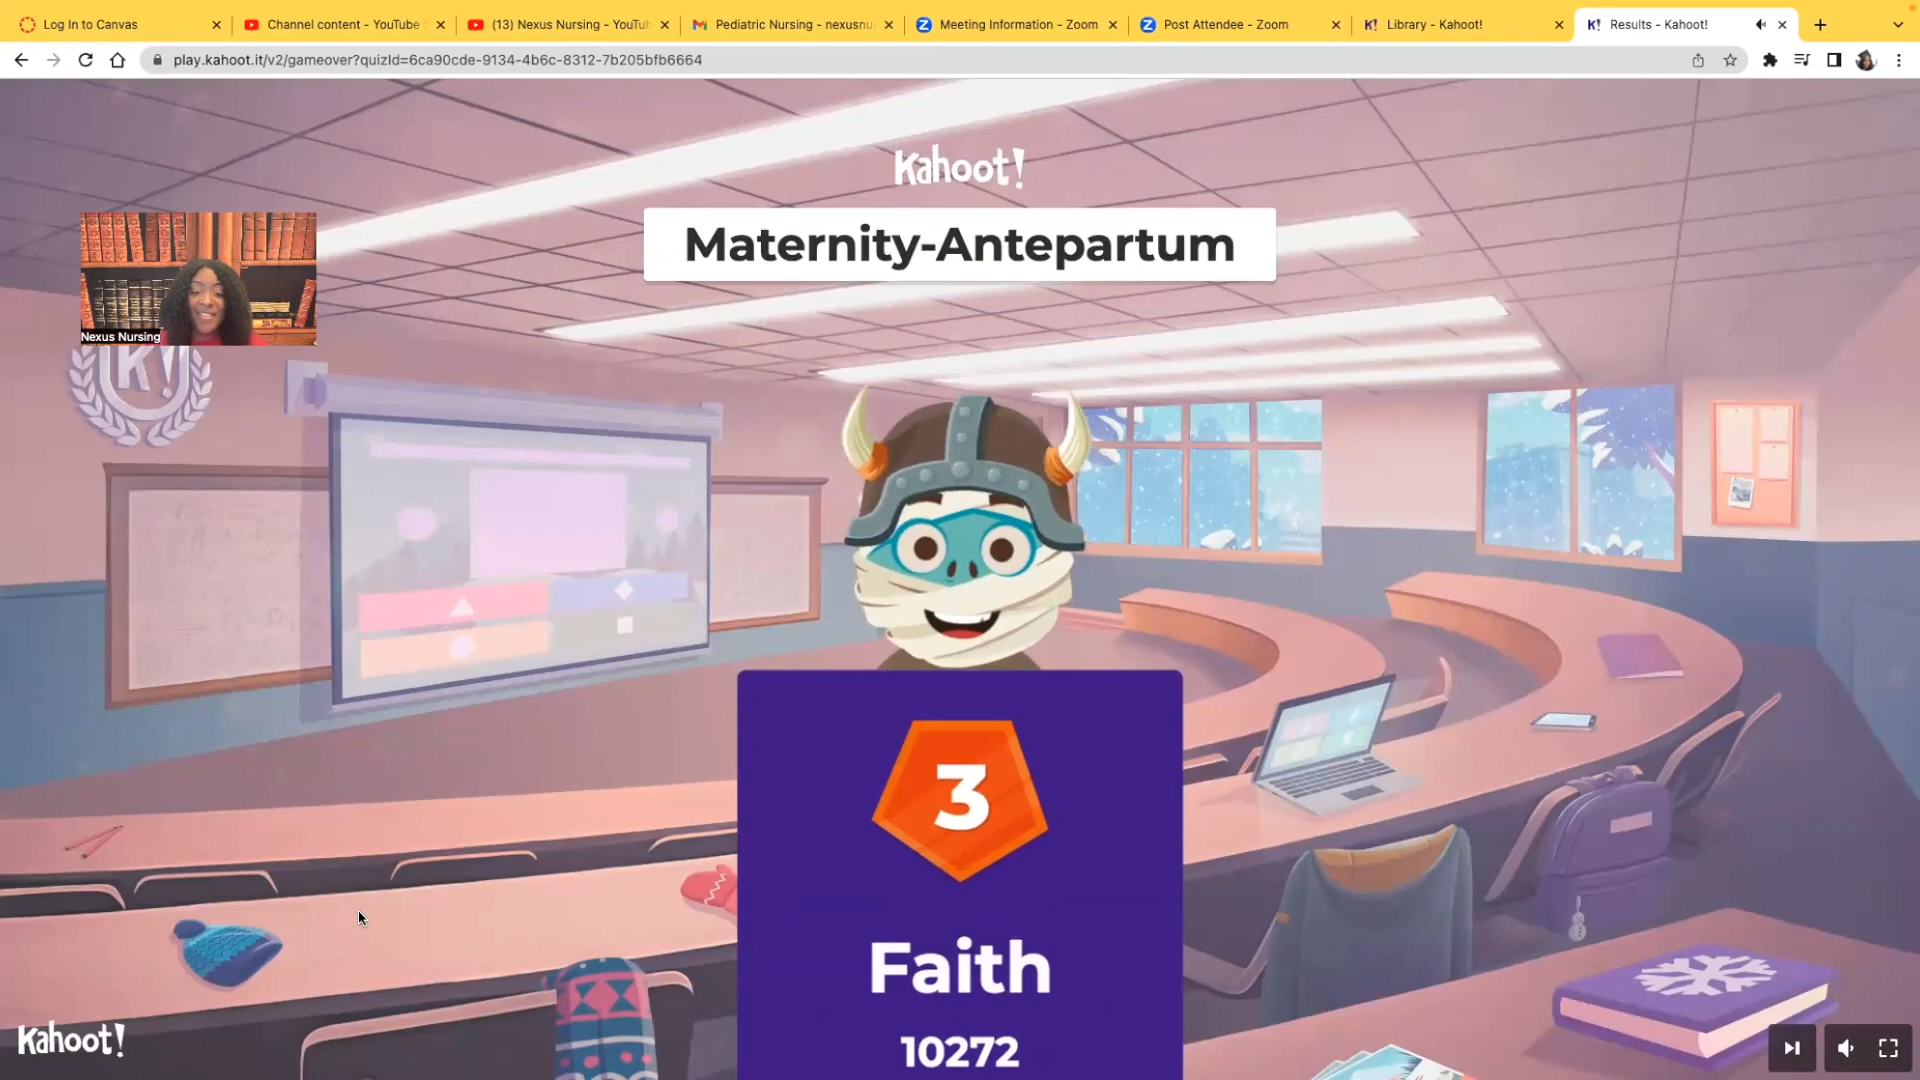 Log In to Canvas
Channel content - YouTube
(13) Nexus Nursing - YouTub
Pediatric Nursing - nexusnu
Meeting Information - Zoom
Post Attendee - Zoom
K! Library - Kahoot!
K! Results - Kahoot!
play.kahoot.it/v2/gameover?quizId=6ca90cde-9134-4b6c-8312-7b205bfb6664
Kahoot!
Maternity-Antepartum
Nexus Nursing
K!
3
Faith
10272
Kahoot!